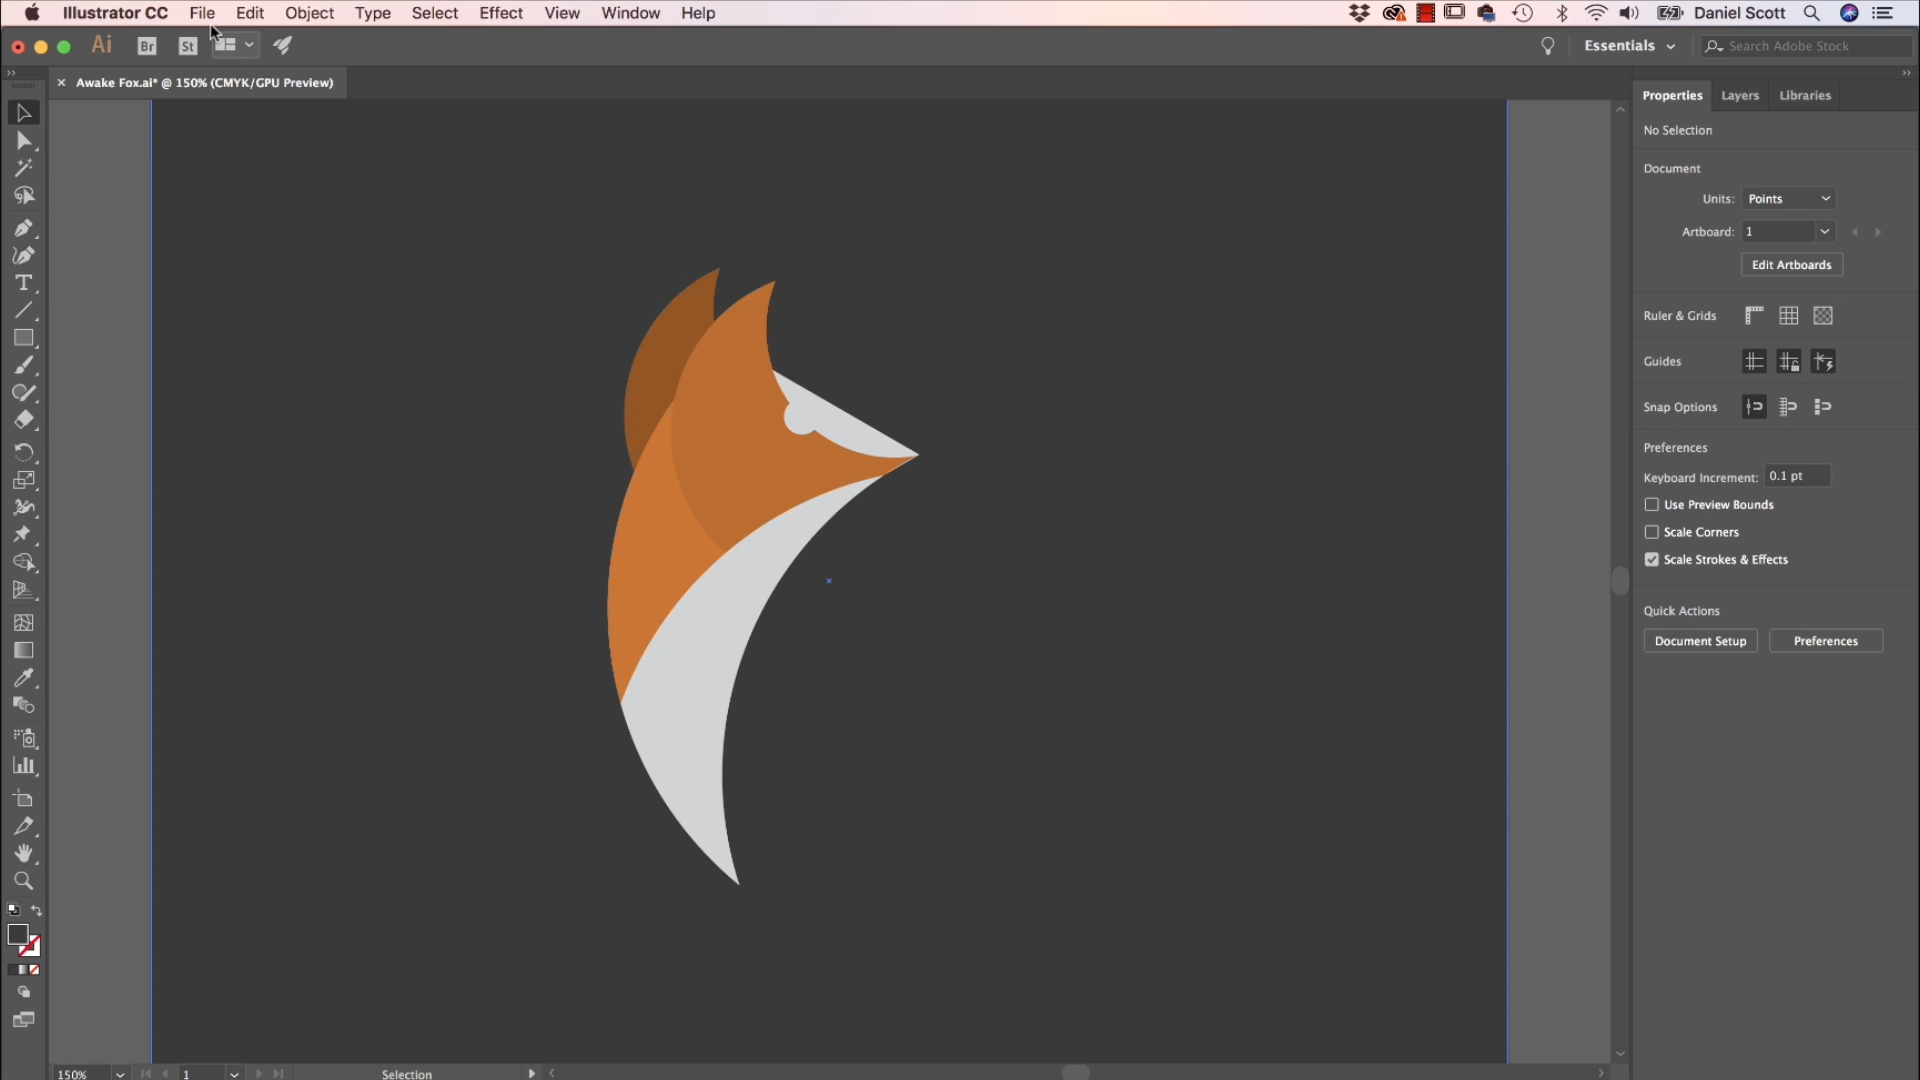 Illustrator CC File Edit Object Type Select Effect View Window Help Daniel Scott
Ai Br St Essentials Search Adobe Stock
Awake Fox.ai* @ 150% (CMYK/GPU Preview)
Properties Layers Libraries
No Selection
Document
Units: Points
Artboard: 1
Edit Artboards
Ruler & Grids
Guides
Snap Options
Preferences
Keyboard Increment: 0.1 pt
Use Preview Bounds
Scale Corners
Scale Strokes & Effects
Quick Actions
Document Setup Preferences
150% 1 Selection